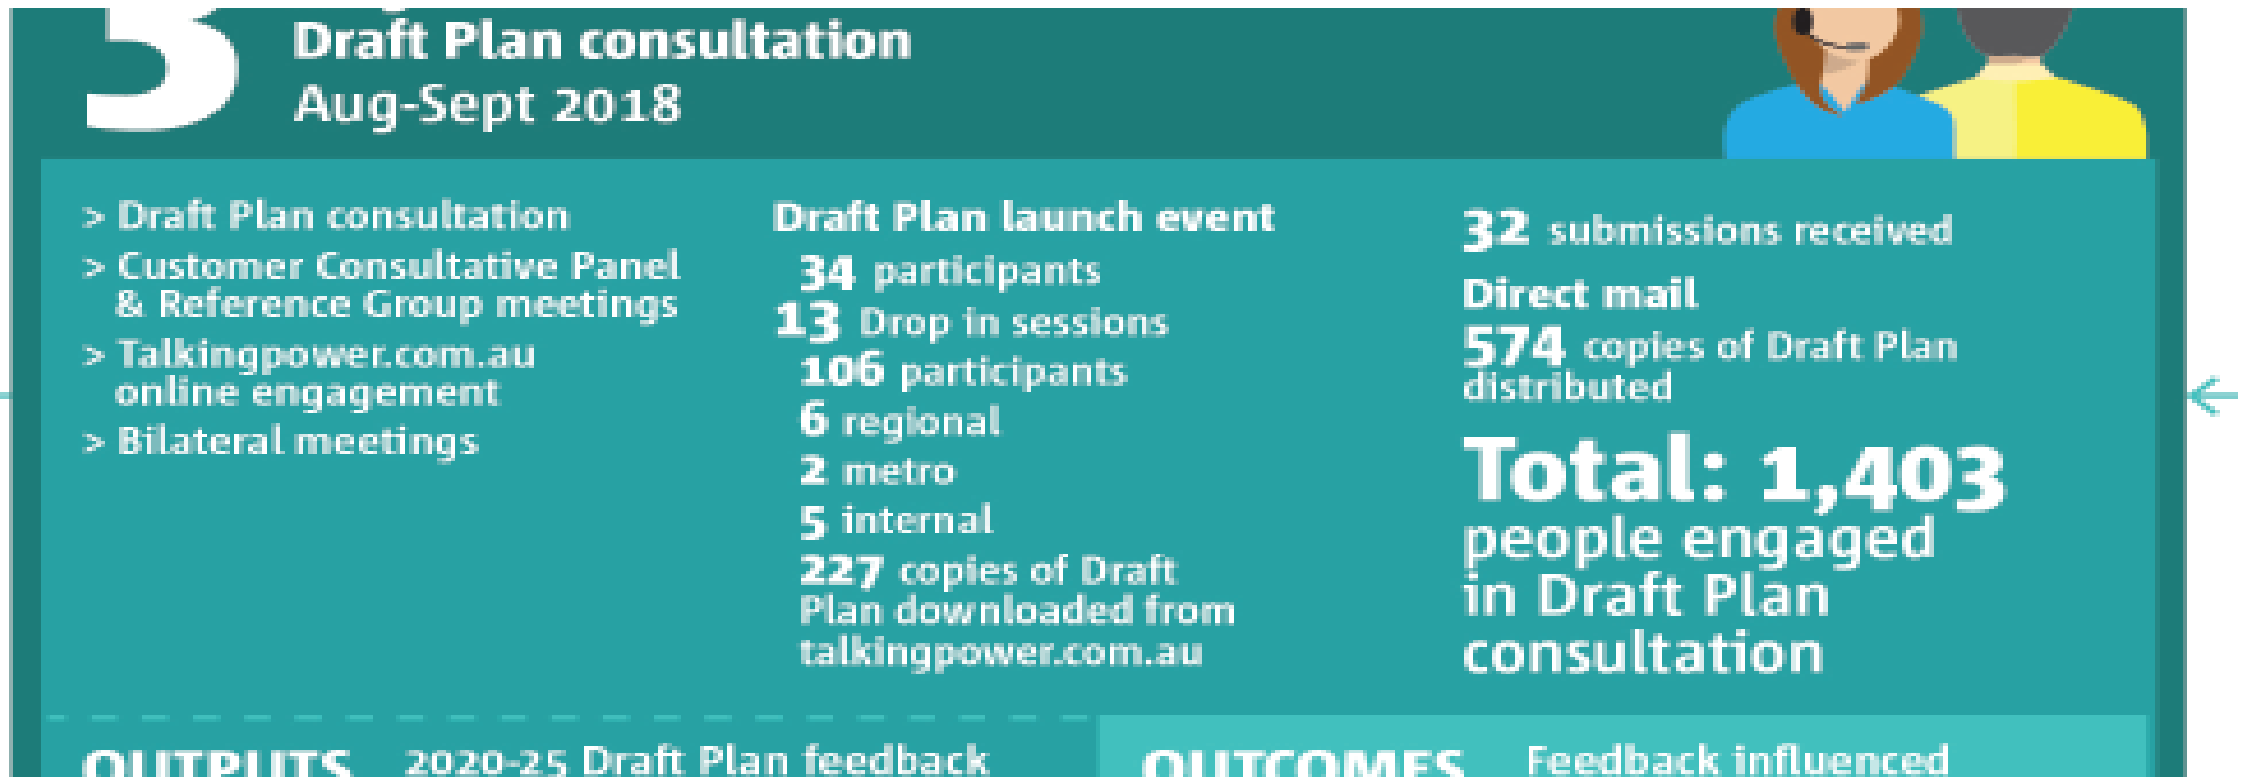 3
Draft Plan consultation
Aug-Sept 2018
> Draft Plan consultation
> Customer Consultative Panel
& Reference Group meetings
> Talkingpower.com.au
online engagement
> Bilateral meetings
Draft Plan launch event
34 participants
13 Drop in sessions
106 participants
6 regional
2 metro
5 internal
227 copies of Draft
Plan downloaded from
talkingpower.com.au
32 submissions received
Direct mail
574 copies of Draft Plan
distributed
Total: 1,403
people engaged
in Draft Plan
consultation
OUTPUTS 2020-25 Draft Plan feedback
OUTCOMES Feedback influenced